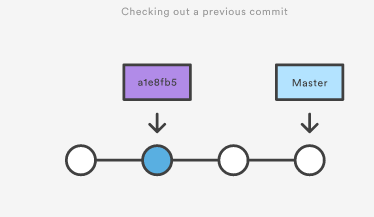 Checking out a previous commit
a1e8fb5
Master